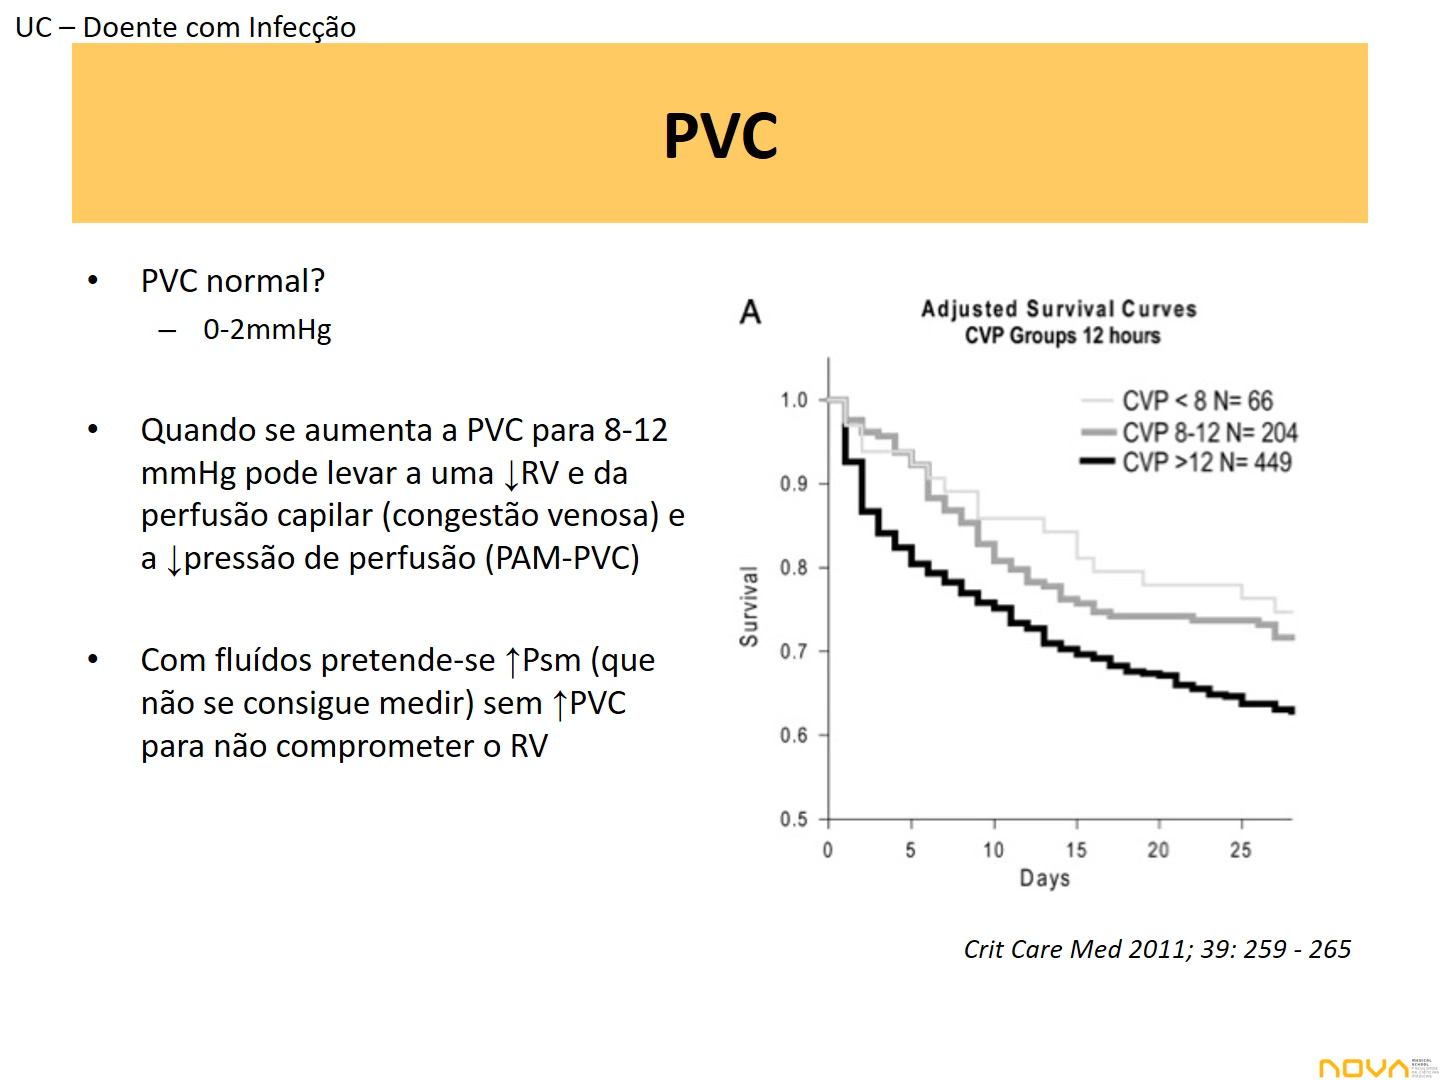 UC – Doente com Infecção
PVC
• PVC normal?
– 0-2mmHg
• Quando se aumenta a PVC para 8-12
mmHg pode levar a uma ↓RV e da
perfusão capilar (congestão venosa) e
a ↓pressão de perfusão (PAM-PVC)
• Com fluídos pretende-se ↑Psm (que
não se consigue medir) sem ↑PVC
para não comprometer o RV
A
Adjusted Survival Curves
CVP Groups 12 hours
CVP < 8 N= 66
CVP 8-12 N= 204
CVP >12 N= 449
Survival
1.0
0.9
0.8
0.7
0.6
0.5
0 5 10 15 20 25
Days
Crit Care Med 2011; 39: 259 - 265
NOVA
MEDICAL
SCHOOL